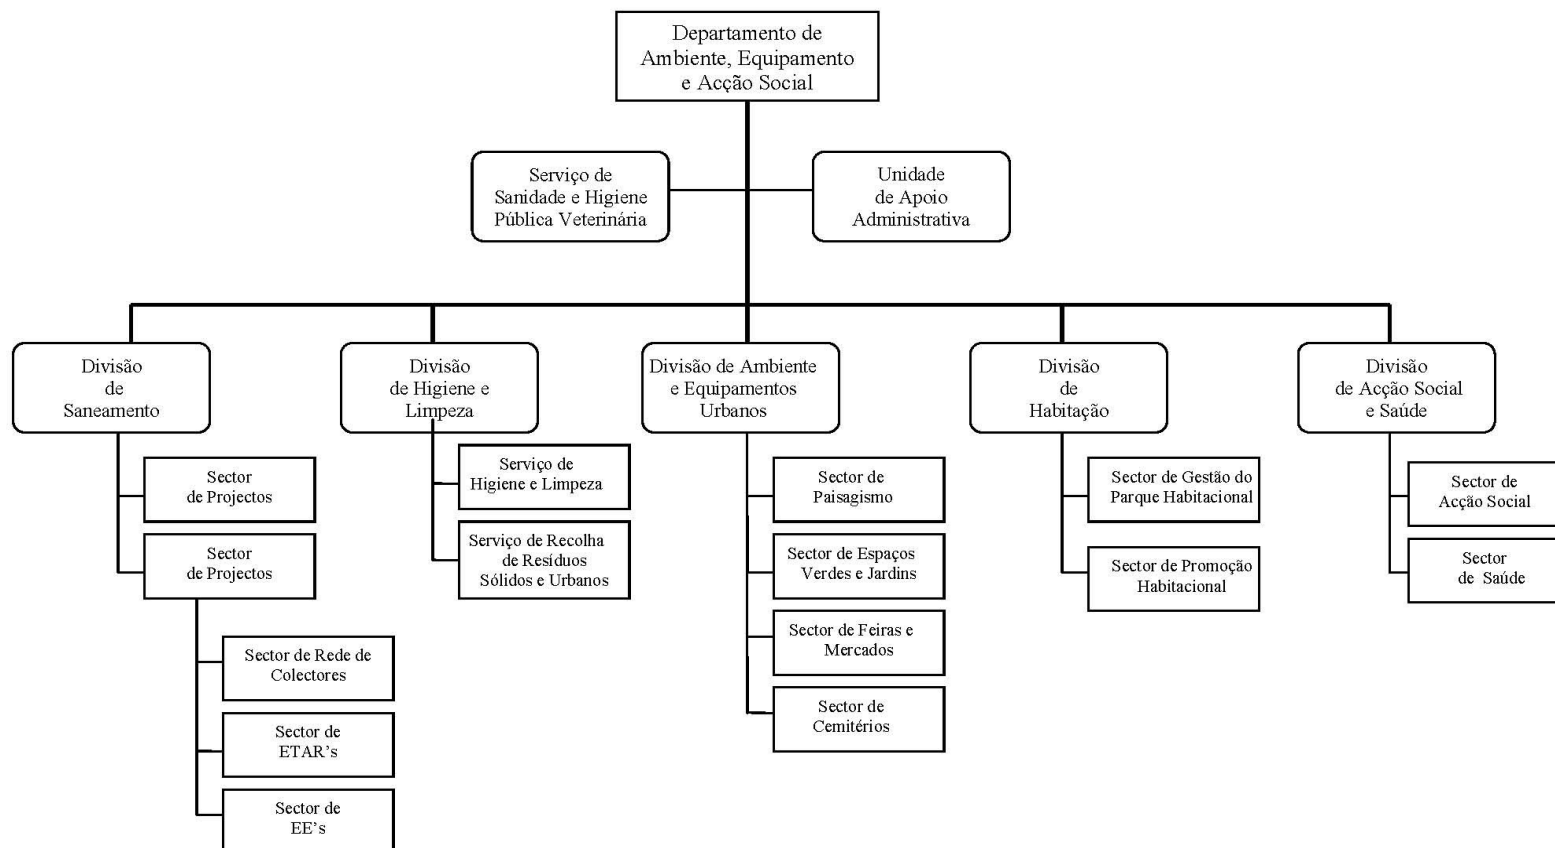 Departamento de
Ambiente, Equipamento
e Acção Social
Serviço de
Sanidade e Higiene
Pública Veterinária
Unidade
de Apoio
Administrativa
Divisão
de
Saneamento
Divisão
de Higiene e
Limpeza
Divisão de Ambiente
e Equipamentos
Urbanos
Divisão
de
Habitação
Divisão
de Acção Social
e Saúde
Sector
de Projectos
Sector
de Projectos
Sector de Rede de
Colectores
Sector de
ETAR's
Sector de
EE's
Serviço de
Higiene e Limpeza
Serviço de Recolha
de Resíduos
Sólidos e Urbanos
Sector de
Paisagismo
Sector de Espaços
Verdes e Jardins
Sector de Feiras e
Mercados
Sector de
Cemitérios
Sector de Gestão do
Parque Habitacional
Sector de Promoção
Habitacional
Sector de
Acção Social
Sector
de Saúde